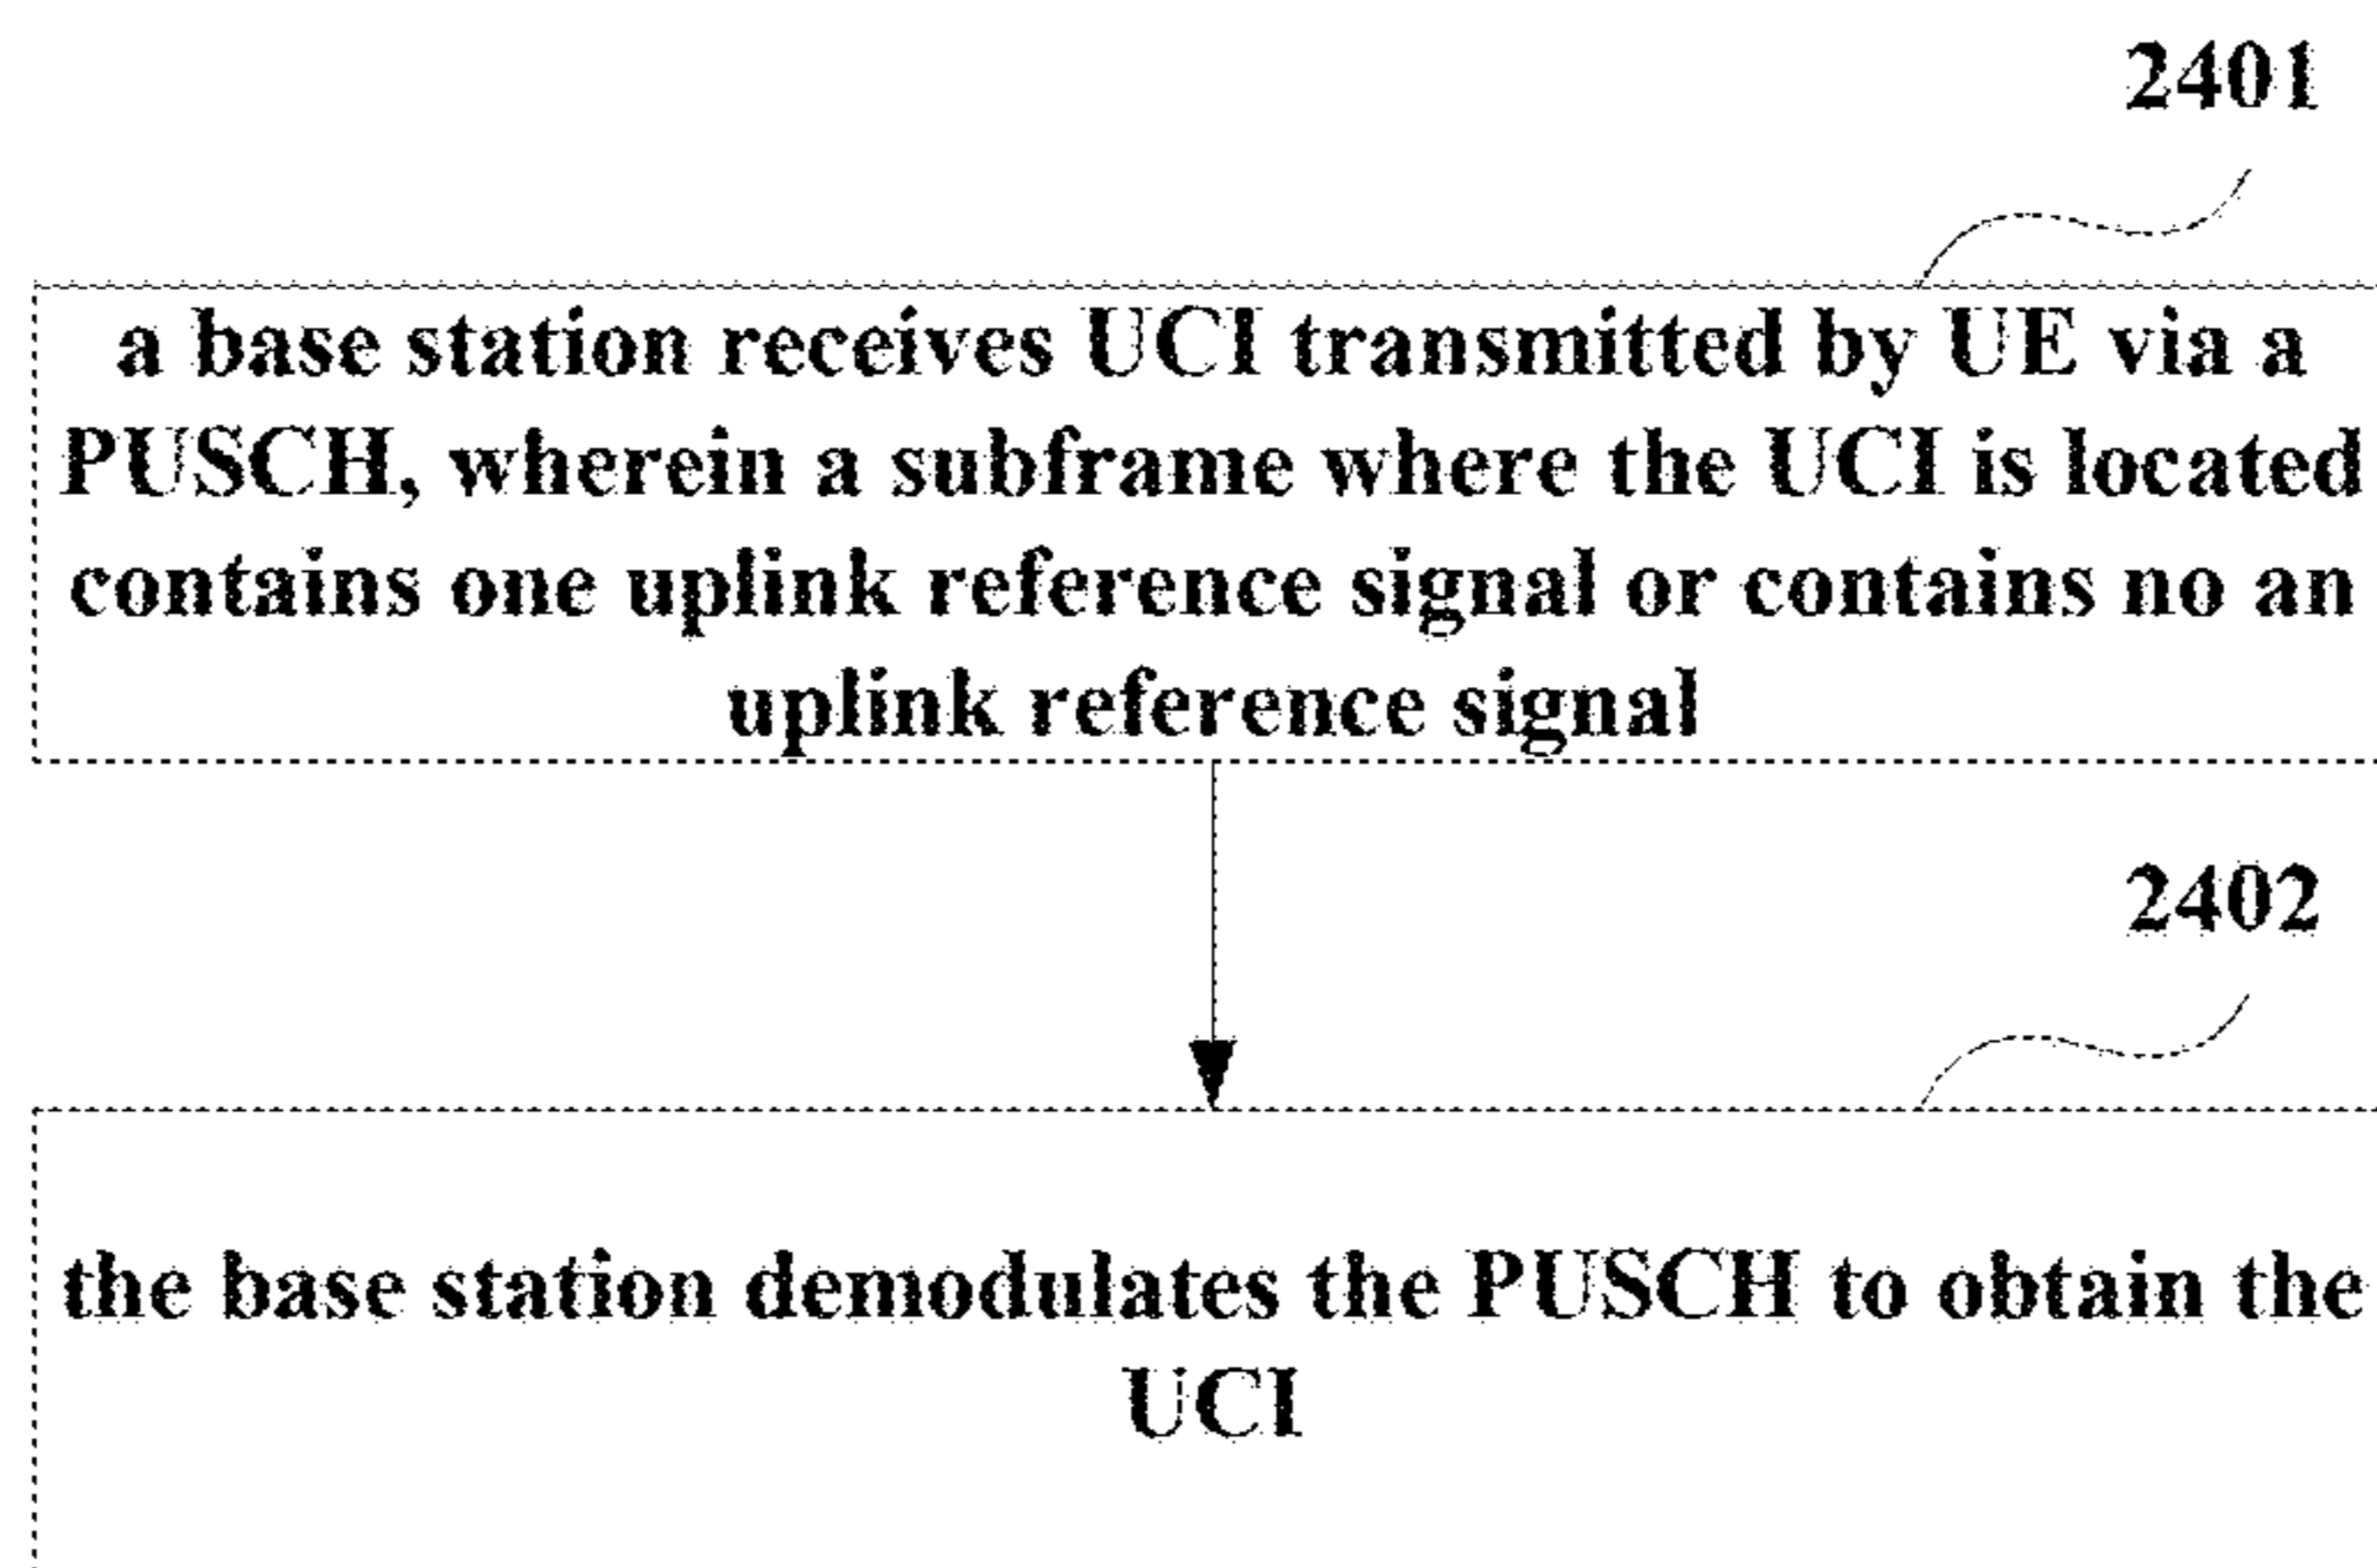 2401
a base station receives UCI transmitted by UE via a
PUSCH, wherein a subframe where the UCI is located
contains one uplink reference signal or contains no an
uplink reference signal
2402
the base station demodulates the PUSCH to obtain the
UCI